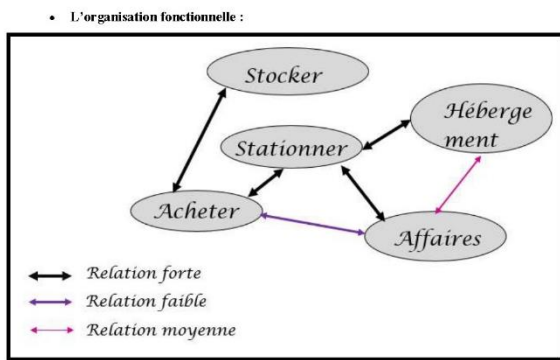 • L'organisation fonctionnelle :
Stocker
Héberge
ment
Stationner
Acheter
Affaires
Relation forte
Relation faible
Relation moyenne